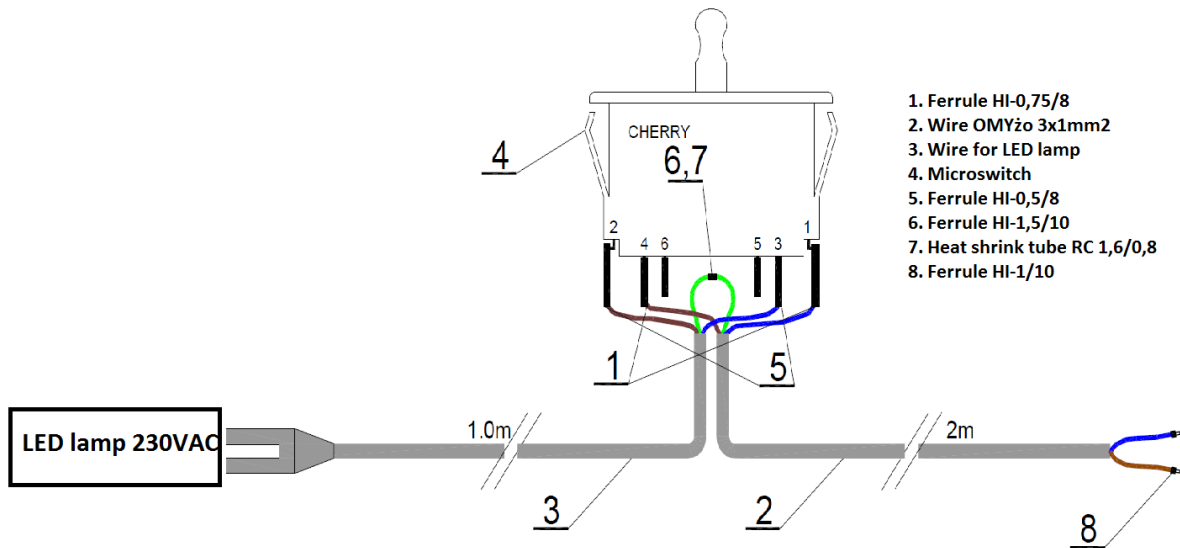 CHERRY
4
6,7
2
4
6
5
3
1
1
5
1. Ferrule HI-0,75/8
2. Wire OMYżo 3x1mm2
3. Wire for LED lamp
4. Microswitch
5. Ferrule HI-0,5/8
6. Ferrule HI-1,5/10
7. Heat shrink tube RC 1,6/0,8
8. Ferrule HI-1/10
LED lamp 230VAC
1.0m
2m
3
2
8